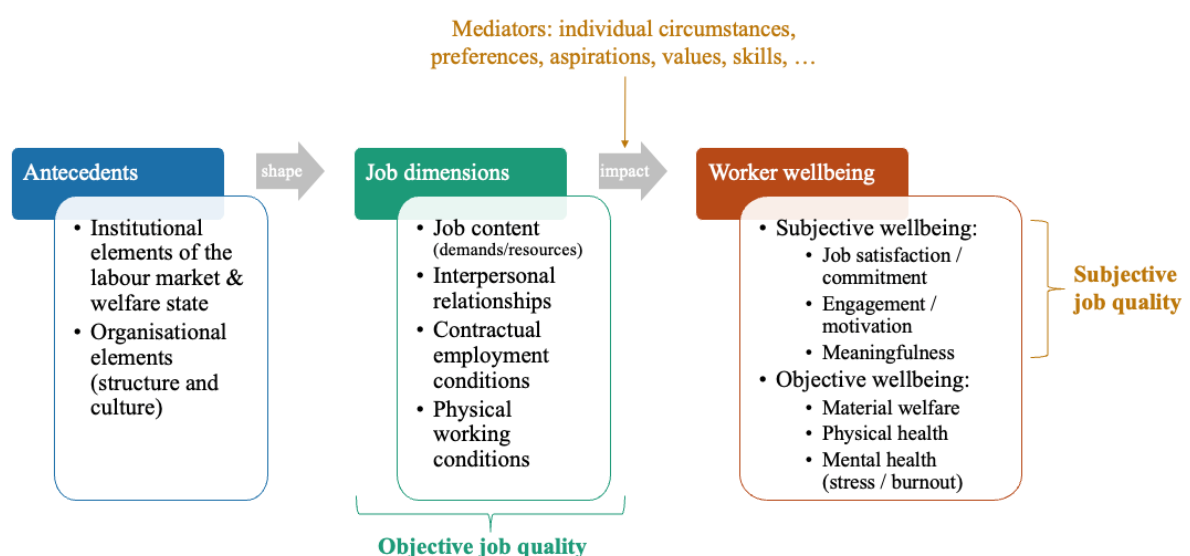 Mediators: individual circumstances,
preferences, aspirations, values, skills, …
Antecedents
shape
Job dimensions
impact
Worker wellbeing
• Institutional
elements of the
labour market &
welfare state
• Organisational
elements
(structure and
culture)
• Job content
(demands/resources)
• Interpersonal
relationships
• Contractual
employment
conditions
• Physical
working
conditions
• Subjective wellbeing:
• Job satisfaction /
commitment
• Engagement /
motivation
• Meaningfulness
• Objective wellbeing:
• Material welfare
• Physical health
• Mental health
(stress / burnout)
Subjective
job quality
Objective job quality